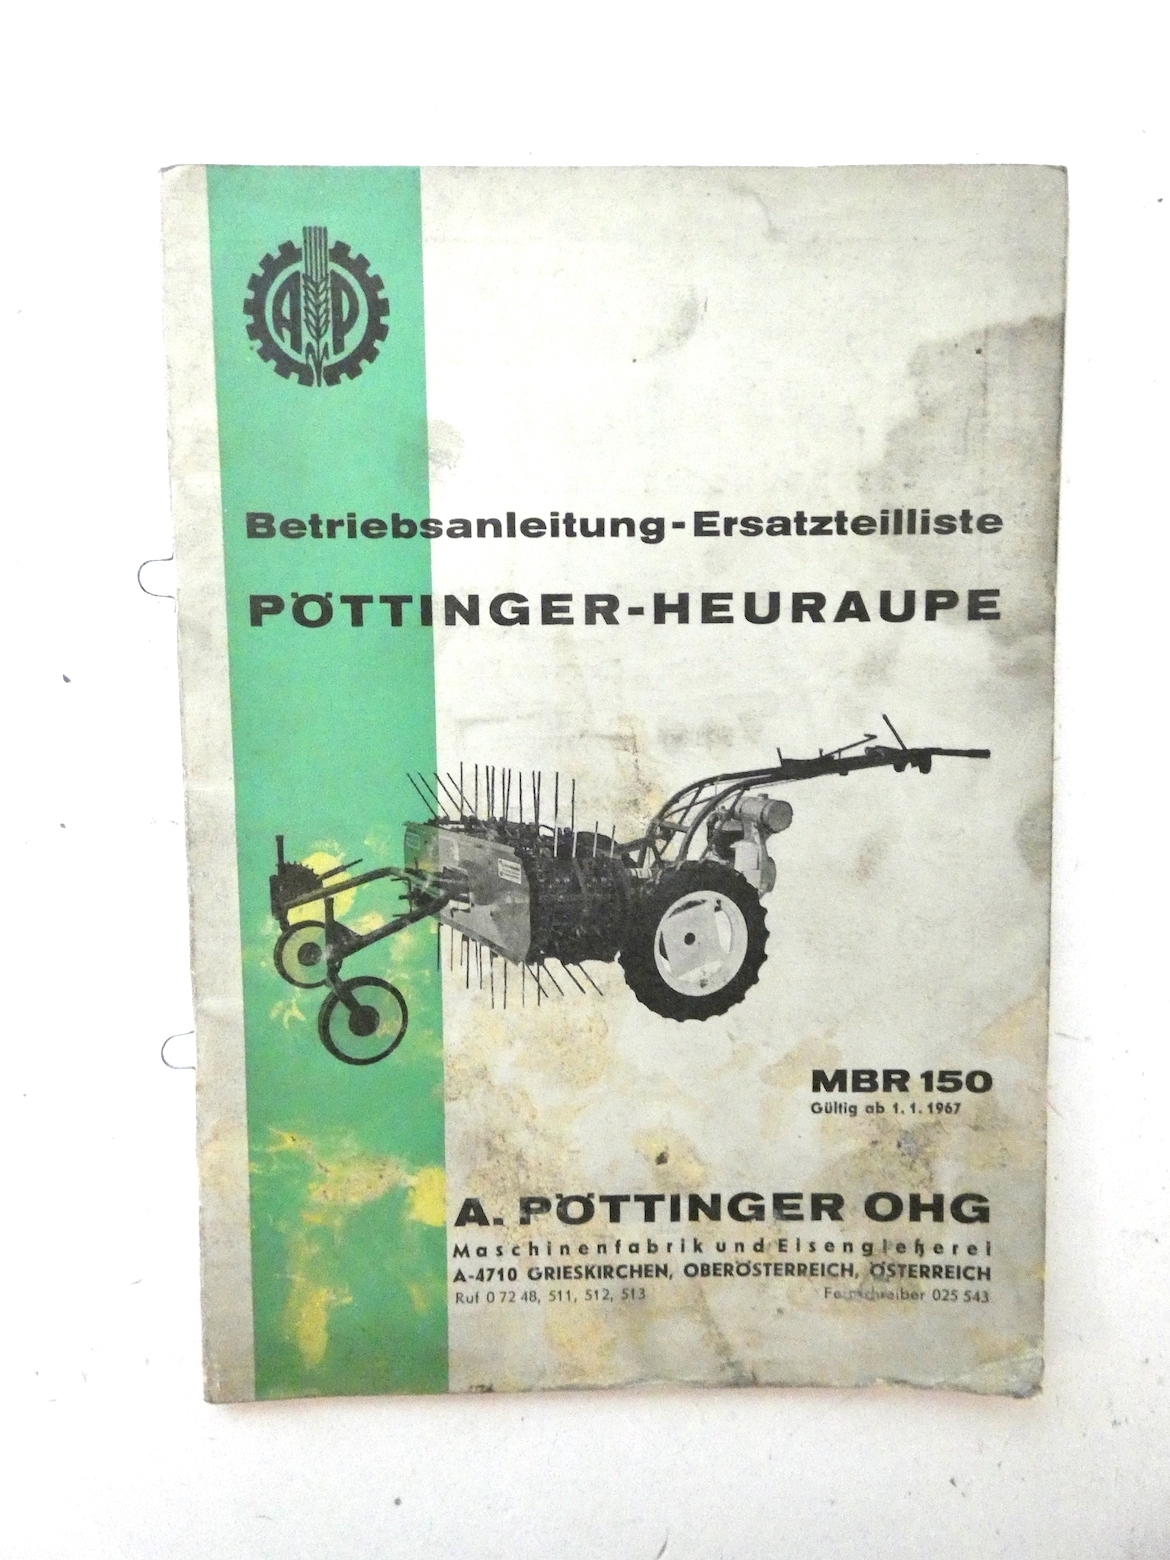 A P
Betriebsanleitung-Ersatzteilliste
PÖTTINGER-HEURAUPE
MBR 150
Gültig ab 1. 1. 1967
A. PÖTTINGER OHG
Maschinenfabrik und Eisengießerei
A-4710 GRIESKIRCHEN, OBERÖSTERREICH, ÖSTERREICH
Ruf 0 72 48, 511, 512, 513 Fernschreiber 025 543